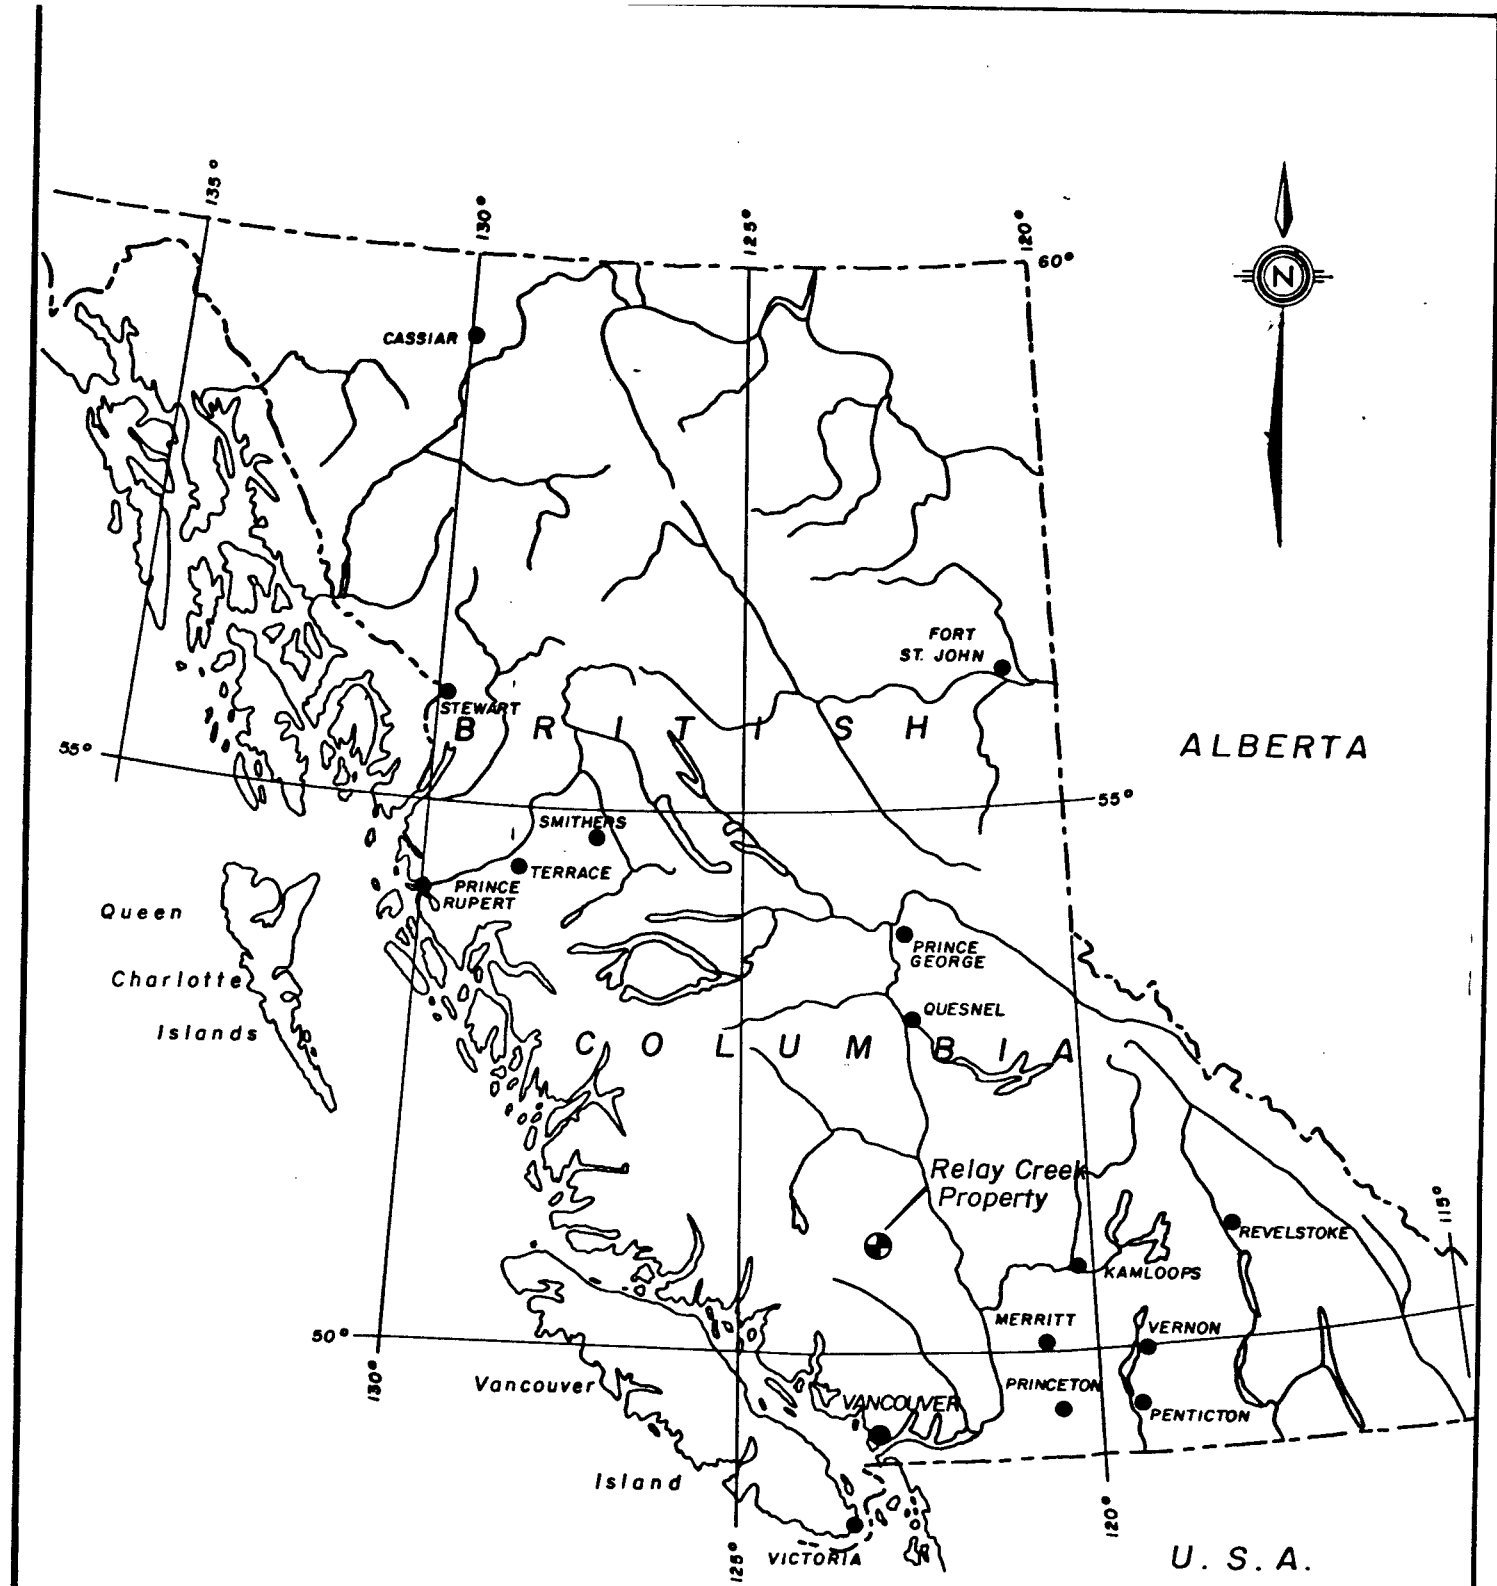 135°
130°
125°
120°
60°
N
CASSIAR
FORT
ST. JOHN
STEWART
BRITISH
ALBERTA
55°
55°
SMITHERS
TERRACE
PRINCE
RUPERT
Queen
Charlotte
Islands
PRINCE
GEORGE
QUESNEL
COLUMBIA
Relay Creek
Property
115°
REVELSTOKE
KAMLOOPS
MERRITT
VERNON
50°
130°
Vancouver
Island
PRINCETON
VANCOUVER
PENTICTON
120°
125°
VICTORIA
U.S.A.